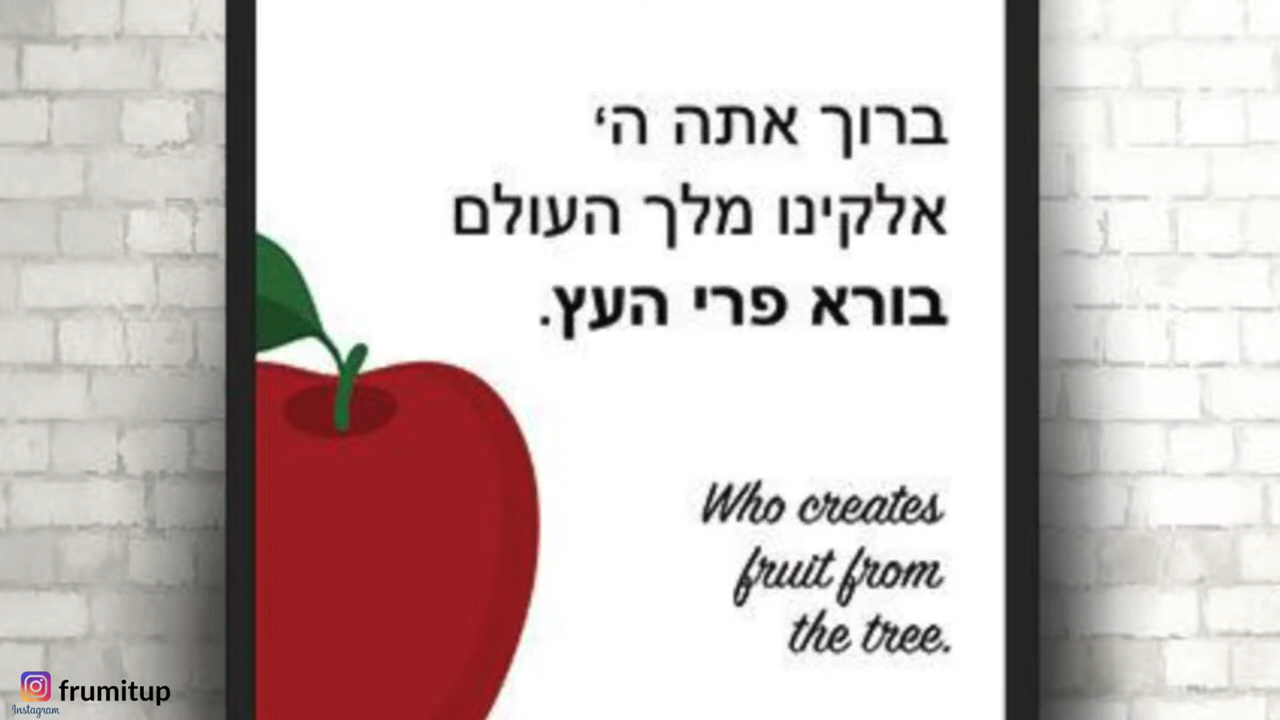 ברוך אתה ה'
אלקינו מלך העולם
בורא פרי העץ.
Who creates
fruit from
the tree.
frumitup
Instagram